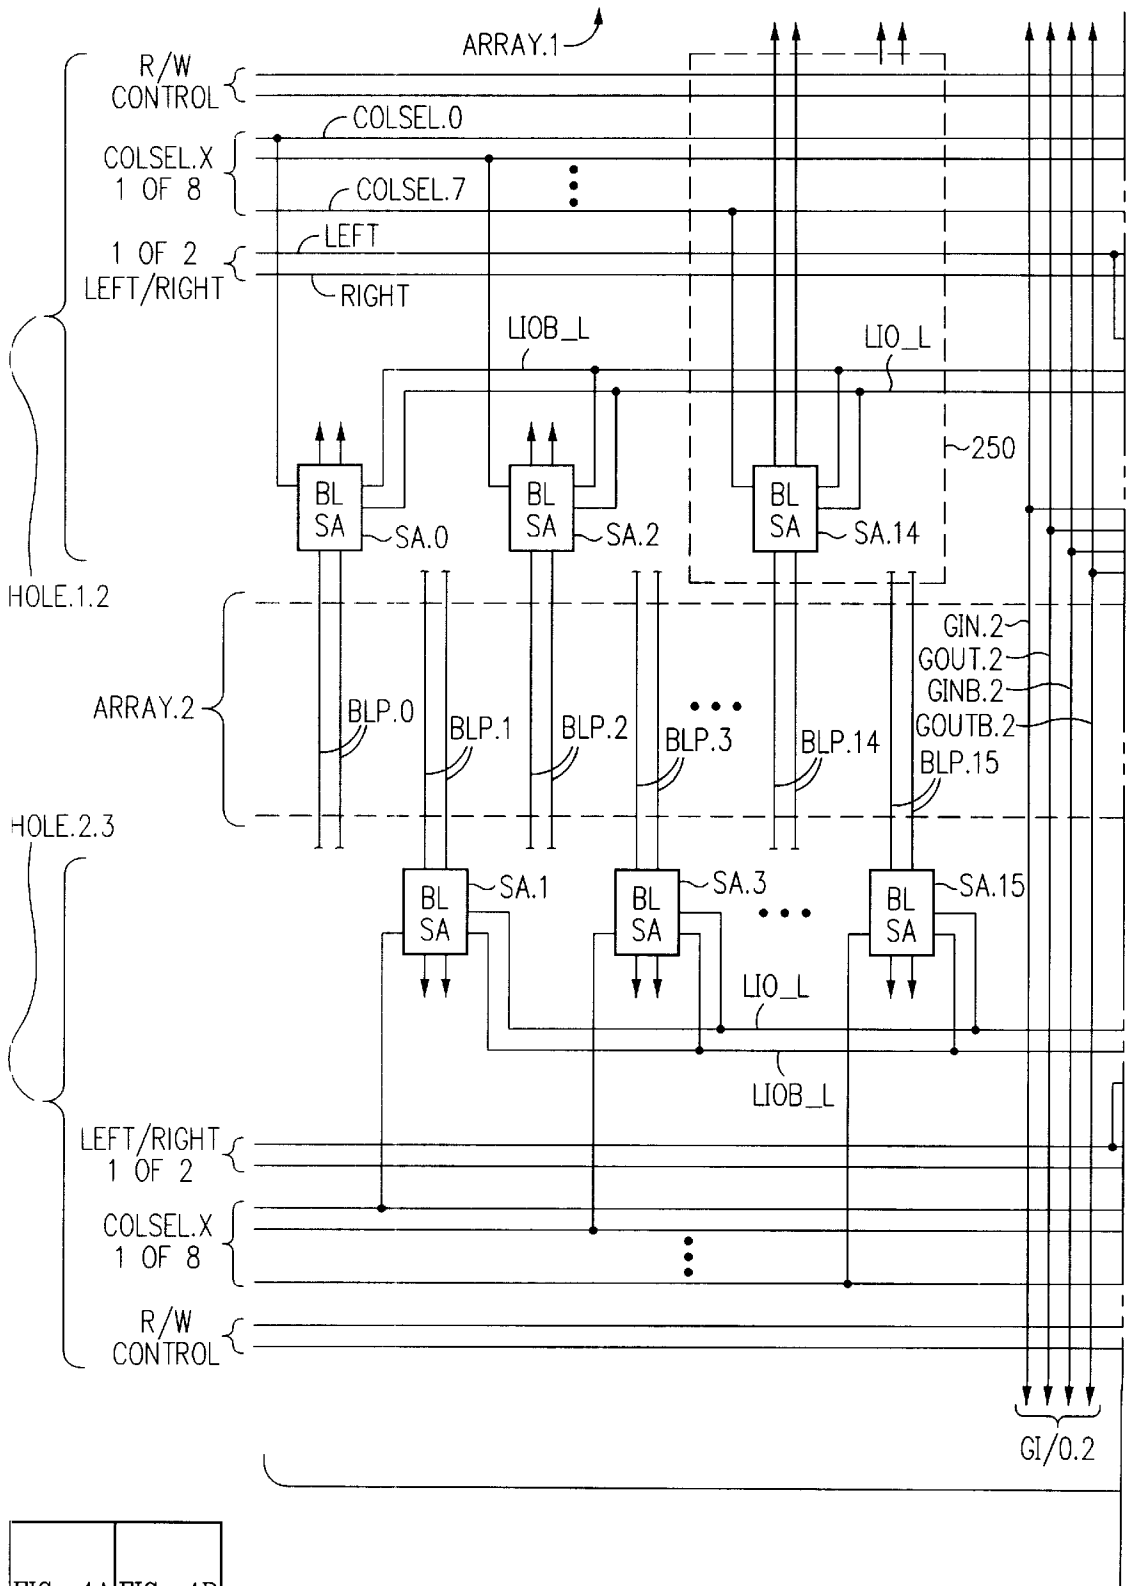 ARRAY.1
R/W
CONTROL
COLSEL.0
COLSEL.X
1 OF 8
COLSEL.7
LEFT
1 OF 2
LEFT/RIGHT
RIGHT
LIOB_L
LIO_L
250
BL
SA
SA.0
BL
SA
SA.2
BL
SA
SA.14
HOLE.1.2
GIN.2
GOUT.2
GINB.2
GOUTB.2
ARRAY.2
BLP.0
BLP.1
BLP.2
BLP.3
BLP.14
BLP.15
HOLE.2.3
BL
SA
SA.1
BL
SA
SA.3
BL
SA
SA.15
LIO_L
LIOB_L
LEFT/RIGHT
1 OF 2
COLSEL.X
1 OF 8
R/W
CONTROL
GI/O.2